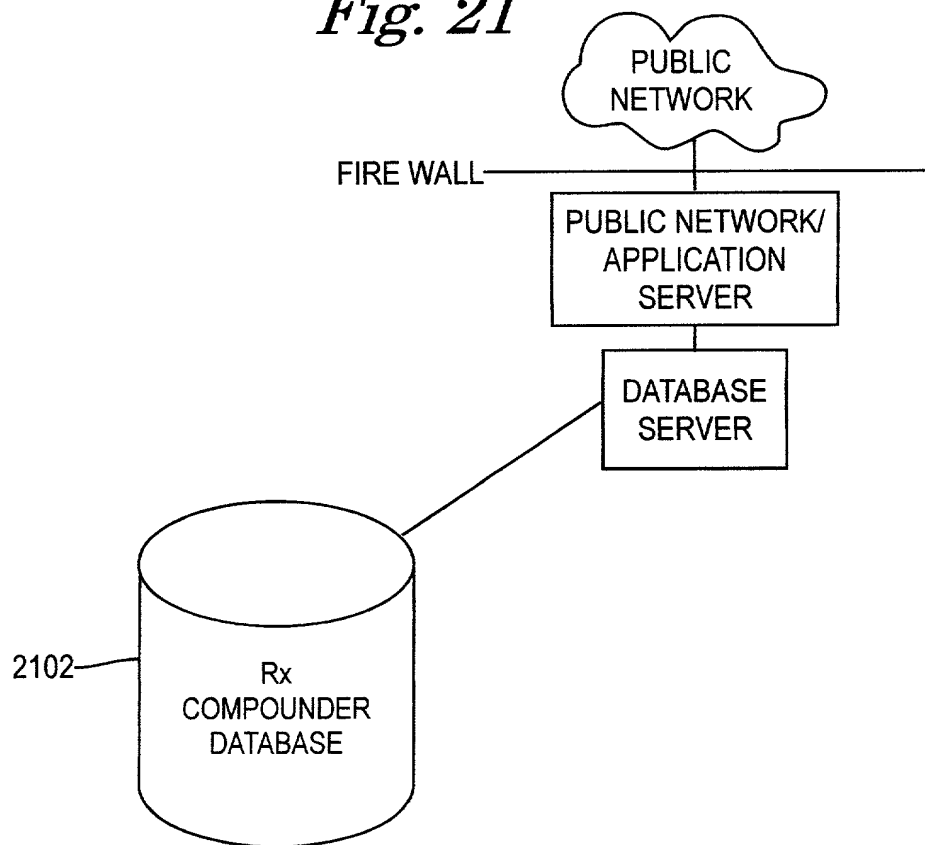 Fig. 21
PUBLIC
NETWORK
FIRE WALL
PUBLIC NETWORK/
APPLICATION
SERVER
DATABASE
SERVER
2102
Rx
COMPOUNDER
DATABASE